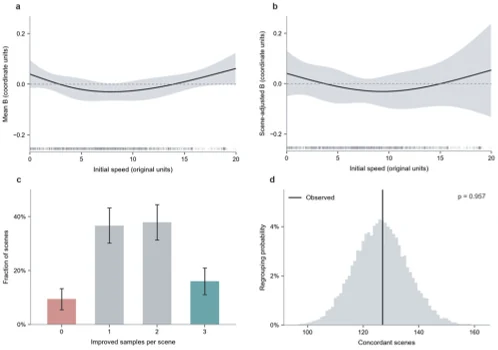 a
Mean B (coordinate units)
0.2
0.0
−0.2
0
5
10
15
20
Initial speed (original units)
b
Scene-adjusted B (coordinate units)
0.2
0.0
−0.2
0
5
10
15
20
Initial speed (original units)
c
Fraction of scenes
40%
20%
0%
0
1
2
3
Improved samples per scene
d
Observed
p = 0.957
Regrouping probability
4%
2%
0%
100
120
140
160
Concordant scenes